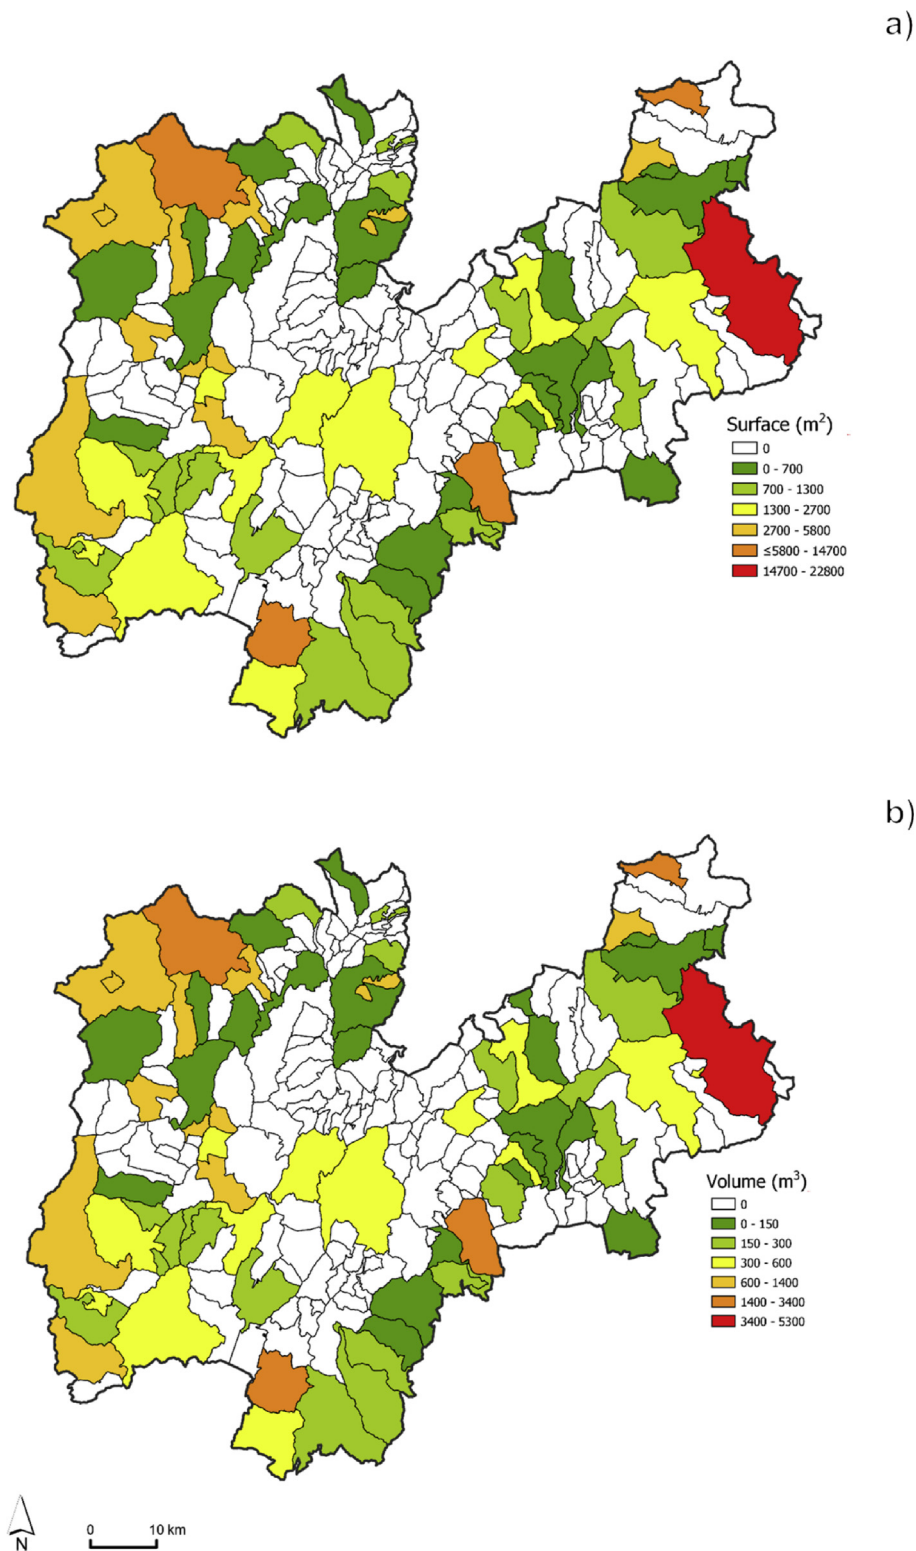 a)
Surface (m²)
0
0 - 700
700 - 1300
1300 - 2700
2700 - 5800
≤5800 - 14700
14700 - 22800
b)
Volume (m³)
0
0 - 150
150 - 300
300 - 600
600 - 1400
1400 - 3400
3400 - 5300
N
0 10 km